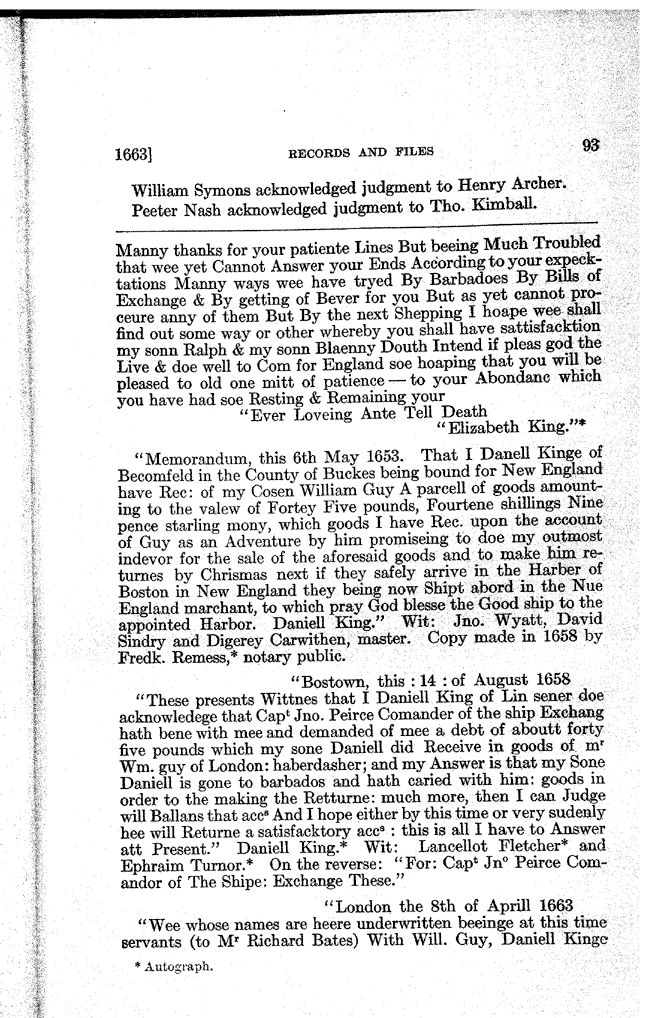 1663] RECORDS AND FILES 93
William Symons acknowledged judgment to Henry Archer.
Peeter Nash acknowledged judgment to Tho. Kimball.
Manny thanks for your patiente Lines But beeing Much Troubled
that wee yet Cannot Answer your Ends According to your expeck-
tations Manny ways wee have tryed By Barbadoes By Bills of
Exchange & By getting of Bever for you But as yet cannot pro-
ceure anny of them But By the next Shepping I hoape wee shall
find out some way or other whereby you shall have sattisfacktion
my sonn Ralph & my sonn Blaenny Douth Intend if pleas god the
Live & doe well to Com for England soe hoaping that you will be
pleased to old one mitt of patience — to your Abondanc which
you have had soe Resting & Remaining your
"Ever Loveing Ante Tell Death
"Elizabeth King."*
"Memorandum, this 6th May 1653. That I Danell Kinge of
Becomfeld in the County of Buckes being bound for New England
have Rec: of my Cosen William Guy A parcell of goods amount-
ing to the valew of Fortey Five pounds, Fourtene shillings Nine
pence starling mony, which goods I have Rec. upon the account
of Guy as an Adventure by him promiseing to doe my outmost
indevor for the sale of the aforesaid goods and to make him re-
turnes by Chrismas next if they safely arrive in the Harber of
Boston in New England they being now Shipt abord in the Nue
England marchant, to which pray God blesse the Good ship to the
appointed Harbor. Daniell King." Wit: Jno. Wyatt, David
Sindry and Digerey Carwithen, master. Copy made in 1658 by
Fredk. Remess,* notary public.
"Bostown, this : 14 : of August 1658
"These presents Wittnes that I Daniell King of Lin sener doe
acknowledege that Capᵗ Jno. Peirce Comander of the ship Exchang
hath bene with mee and demanded of mee a debt of aboutt forty
five pounds which my sone Daniell did Receive in goods of mʳ
Wm. guy of London: haberdasher; and my Answer is that my Sone
Daniell is gone to barbados and hath caried with him: goods in
order to the making the Retturne: much more, then I can Judge
will Ballans that accˢ And I hope either by this time or very sudenly
hee will Returne a satisfacktory accˢ : this is all I have to Answer
att Present." Daniell King.* Wit: Lancellot Fletcher* and
Ephraim Turnor.* On the reverse: "For: Capᵗ Jnᵒ Peirce Com-
andor of The Shipe: Exchange These."
"London the 8th of Aprill 1663
"Wee whose names are heere underwritten beeinge at this time
servants (to Mʳ Richard Bates) With Will. Guy, Daniell Kinge
* Autograph.